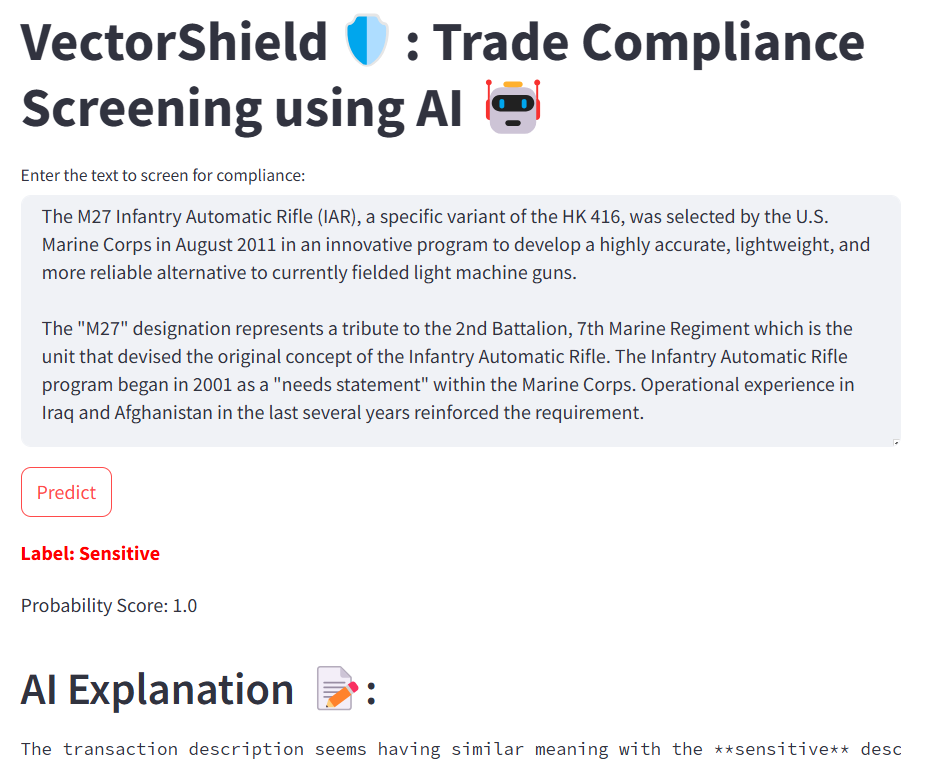 VectorShield 🛡️ : Trade Compliance
Screening using AI 🤖
Enter the text to screen for compliance:
The M27 Infantry Automatic Rifle (IAR), a specific variant of the HK 416, was selected by the U.S.
Marine Corps in August 2011 in an innovative program to develop a highly accurate, lightweight, and
more reliable alternative to currently fielded light machine guns.
The "M27" designation represents a tribute to the 2nd Battalion, 7th Marine Regiment which is the
unit that devised the original concept of the Infantry Automatic Rifle. The Infantry Automatic Rifle
program began in 2001 as a "needs statement" within the Marine Corps. Operational experience in
Iraq and Afghanistan in the last several years reinforced the requirement.
Predict
Label: Sensitive
Probability Score: 1.0
AI Explanation 📝 :
The transaction description seems having similar meaning with the **sensitive** desc